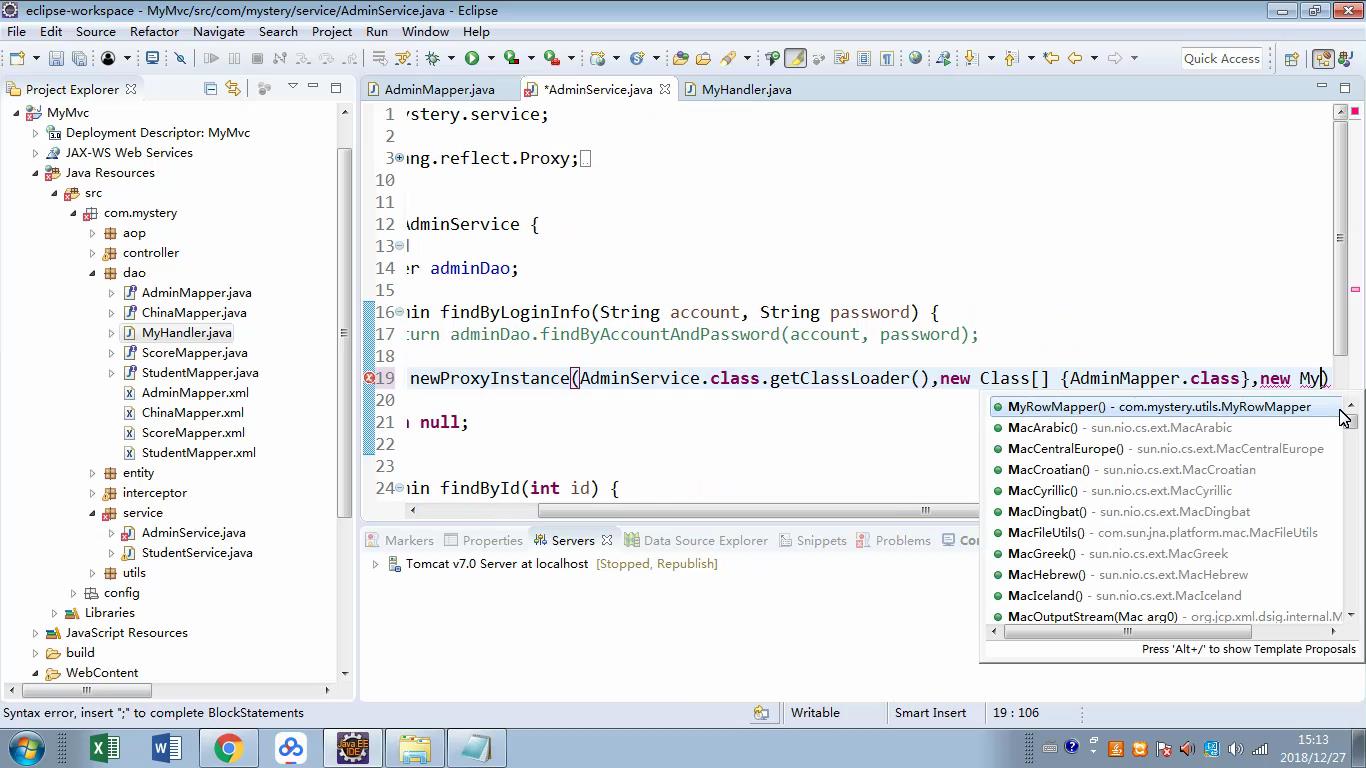 eclipse-workspace - MyMvc/src/com/mystery/service/AdminService.java - Eclipse
File Edit Source Refactor Navigate Search Project Run Window Help
Quick Access
Project Explorer
AdminMapper.java
*AdminService.java
MyHandler.java
MyMvc
Deployment Descriptor: MyMvc
JAX-WS Web Services
Java Resources
src
com.mystery
aop
controller
dao
AdminMapper.java
ChinaMapper.java
MyHandler.java
ScoreMapper.java
StudentMapper.java
AdminMapper.xml
ChinaMapper.xml
ScoreMapper.xml
StudentMapper.xml
entity
interceptor
service
AdminService.java
StudentService.java
utils
config
Libraries
JavaScript Resources
build
WebContent
1 ystery.service;
2
3 ang.reflect.Proxy;
10
11
12 AdminService {
13
14 er adminDao;
15
16 min findByLoginInfo(String account, String password) {
17 turn adminDao.findByAccountAndPassword(account, password);
18
19 newProxyInstance(AdminService.class.getClassLoader(),new Class[] {AdminMapper.class},new My)
20
21 n null;
22
23
24 min findById(int id) {
MyRowMapper() - com.mystery.utils.MyRowMapper
MacArabic() - sun.nio.cs.ext.MacArabic
MacCentralEurope() - sun.nio.cs.ext.MacCentralEurope
MacCroatian() - sun.nio.cs.ext.MacCroatian
MacCyrillic() - sun.nio.cs.ext.MacCyrillic
MacDingbat() - sun.nio.cs.ext.MacDingbat
MacFileUtils() - com.sun.jna.platform.mac.MacFileUtils
MacGreek() - sun.nio.cs.ext.MacGreek
MacHebrew() - sun.nio.cs.ext.MacHebrew
MacIceland() - sun.nio.cs.ext.MacIceland
MacOutputStream(Mac arg0) - org.jcp.xml.dsig.internal.M
Press 'Alt+/' to show Template Proposals
Markers Properties Servers Data Source Explorer Snippets Problems Con
Tomcat v7.0 Server at localhost [Stopped, Republish]
Syntax error, insert ";" to complete BlockStatements
Writable
Smart Insert
19 : 106
Java EE
IDE
15:13
2018/12/27